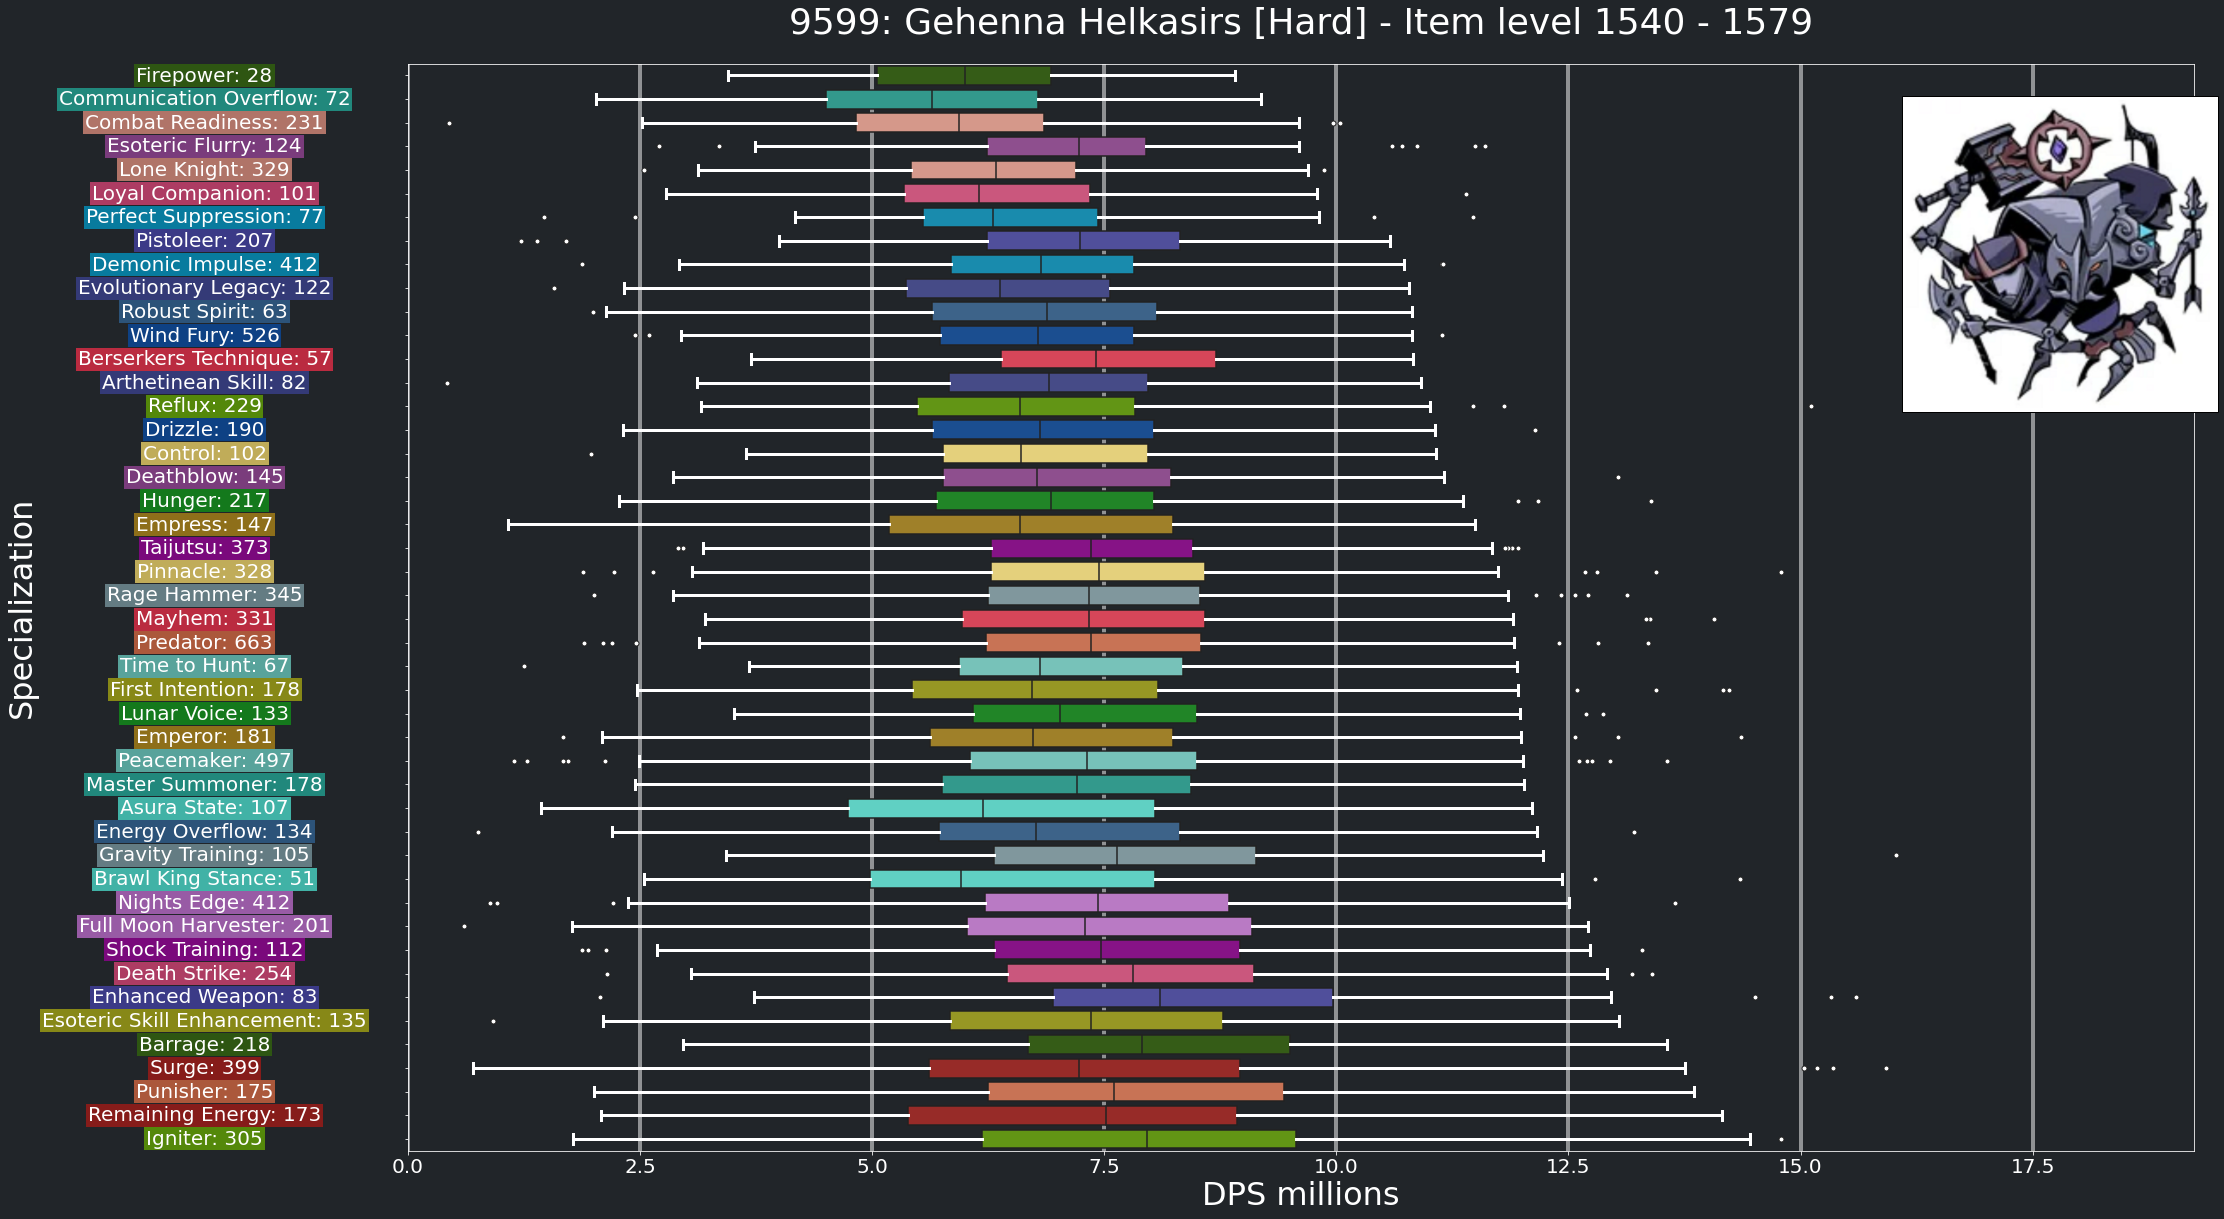 9599: Gehenna Helkasirs [Hard] - Item level 1540 - 1579
Specialization
Firepower: 28
Communication Overflow: 72
Combat Readiness: 231
Esoteric Flurry: 124
Lone Knight: 329
Loyal Companion: 101
Perfect Suppression: 77
Pistoleer: 207
Demonic Impulse: 412
Evolutionary Legacy: 122
Robust Spirit: 63
Wind Fury: 526
Berserkers Technique: 57
Arthetinean Skill: 82
Reflux: 229
Drizzle: 190
Control: 102
Deathblow: 145
Hunger: 217
Empress: 147
Taijutsu: 373
Pinnacle: 328
Rage Hammer: 345
Mayhem: 331
Predator: 663
Time to Hunt: 67
First Intention: 178
Lunar Voice: 133
Emperor: 181
Peacemaker: 497
Master Summoner: 178
Asura State: 107
Energy Overflow: 134
Gravity Training: 105
Brawl King Stance: 51
Nights Edge: 412
Full Moon Harvester: 201
Shock Training: 112
Death Strike: 254
Enhanced Weapon: 83
Esoteric Skill Enhancement: 135
Barrage: 218
Surge: 399
Punisher: 175
Remaining Energy: 173
Igniter: 305
0.0 2.5 5.0 7.5 10.0 12.5 15.0 17.5
DPS millions